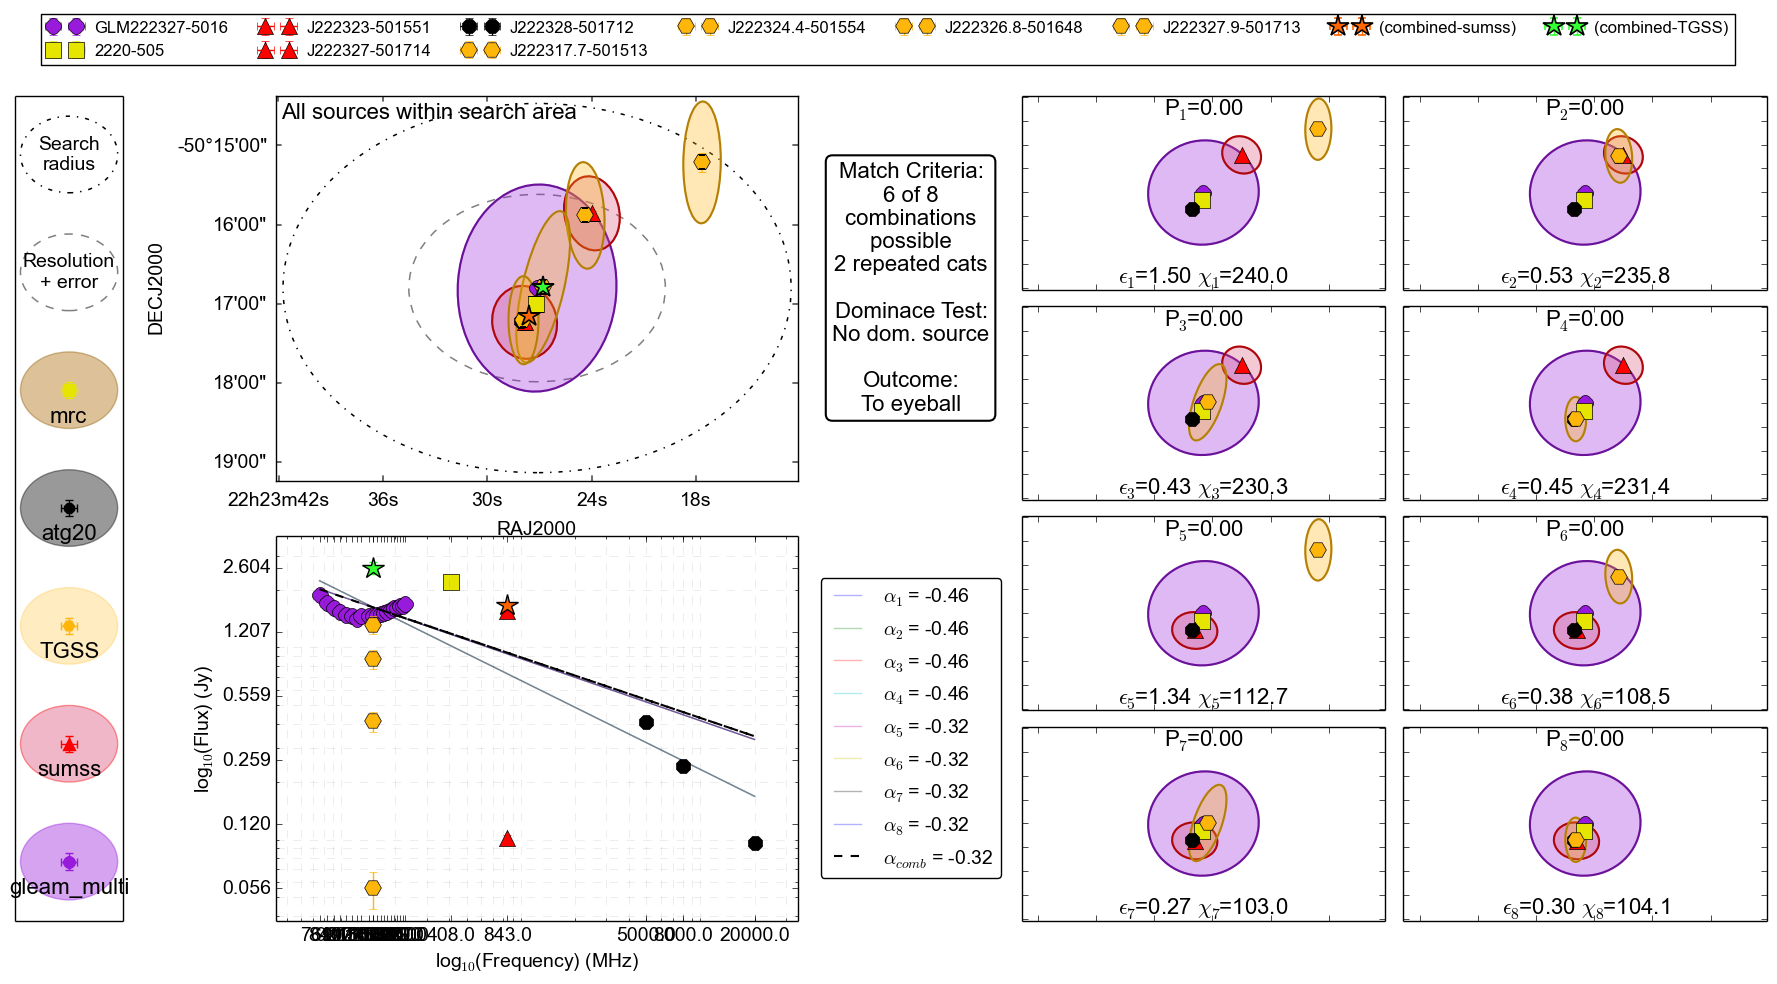 GLM222327-5016
J222323-501551
J222328-501712
J222324.4-501554
J222326.8-501648
J222327.9-501713
(combined-sumss)
(combined-TGSS)
2220-505
J222327-501714
J222317.7-501513
Search
radius
Resolution
+ error
mrc
atg20
TGSS
sumss
gleam_multi
All sources within search area
DECJ2000
-50°15'00"
16'00"
17'00"
18'00"
19'00"
22h23m42s
36s
30s
24s
18s
RAJ2000
Match Criteria:
6 of 8
combinations
possible
2 repeated cats
Dominace Test:
No dom. source
Outcome:
To eyeball
log10(Flux) (Jy)
2.604
1.207
0.559
0.259
0.120
0.056
408.0
843.0
5000.0
8000.0
20000.0
log10(Frequency) (MHz)
α1 = -0.46
α2 = -0.46
α3 = -0.46
α4 = -0.46
α5 = -0.32
α6 = -0.32
α7 = -0.32
α8 = -0.32
αcomb = -0.32
P1=0.00
ϵ1=1.50 χ1=240.0
P2=0.00
ϵ2=0.53 χ2=235.8
P3=0.00
ϵ3=0.43 χ3=230.3
P4=0.00
ϵ4=0.45 χ4=231.4
P5=0.00
ϵ5=1.34 χ5=112.7
P6=0.00
ϵ6=0.38 χ6=108.5
P7=0.00
ϵ7=0.27 χ7=103.0
P8=0.00
ϵ8=0.30 χ8=104.1